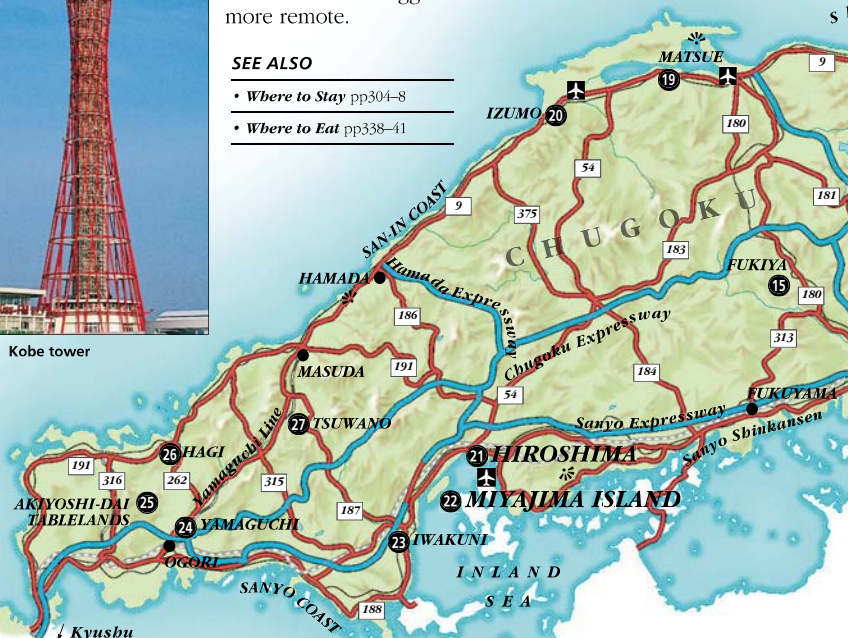 more remote.
SEE ALSO
• Where to Stay pp304–8
• Where to Eat pp338–41
Kobe tower
MATSUE
19
9
IZUMO
20
180
54
181
SAN-IN COAST
9
375
CHUGOKU
183
FUKIYA
15
HAMADA
Hamada Expressway
180
186
Chugoku Expressway
313
MASUDA
191
184
54
FUKUYAMA
27
TSUWANO
Sanyo Expressway
Sanyo Shinkansen
Yamaguchi Line
26
HAGI
21
HIROSHIMA
191
316
262
315
AKIYOSHI-DAI
TABLELANDS
25
22
MIYAJIMA ISLAND
187
24
YAMAGUCHI
23
IWAKUNI
OGORI
INLAND
SEA
SANYO COAST
188
↓ Kyushu